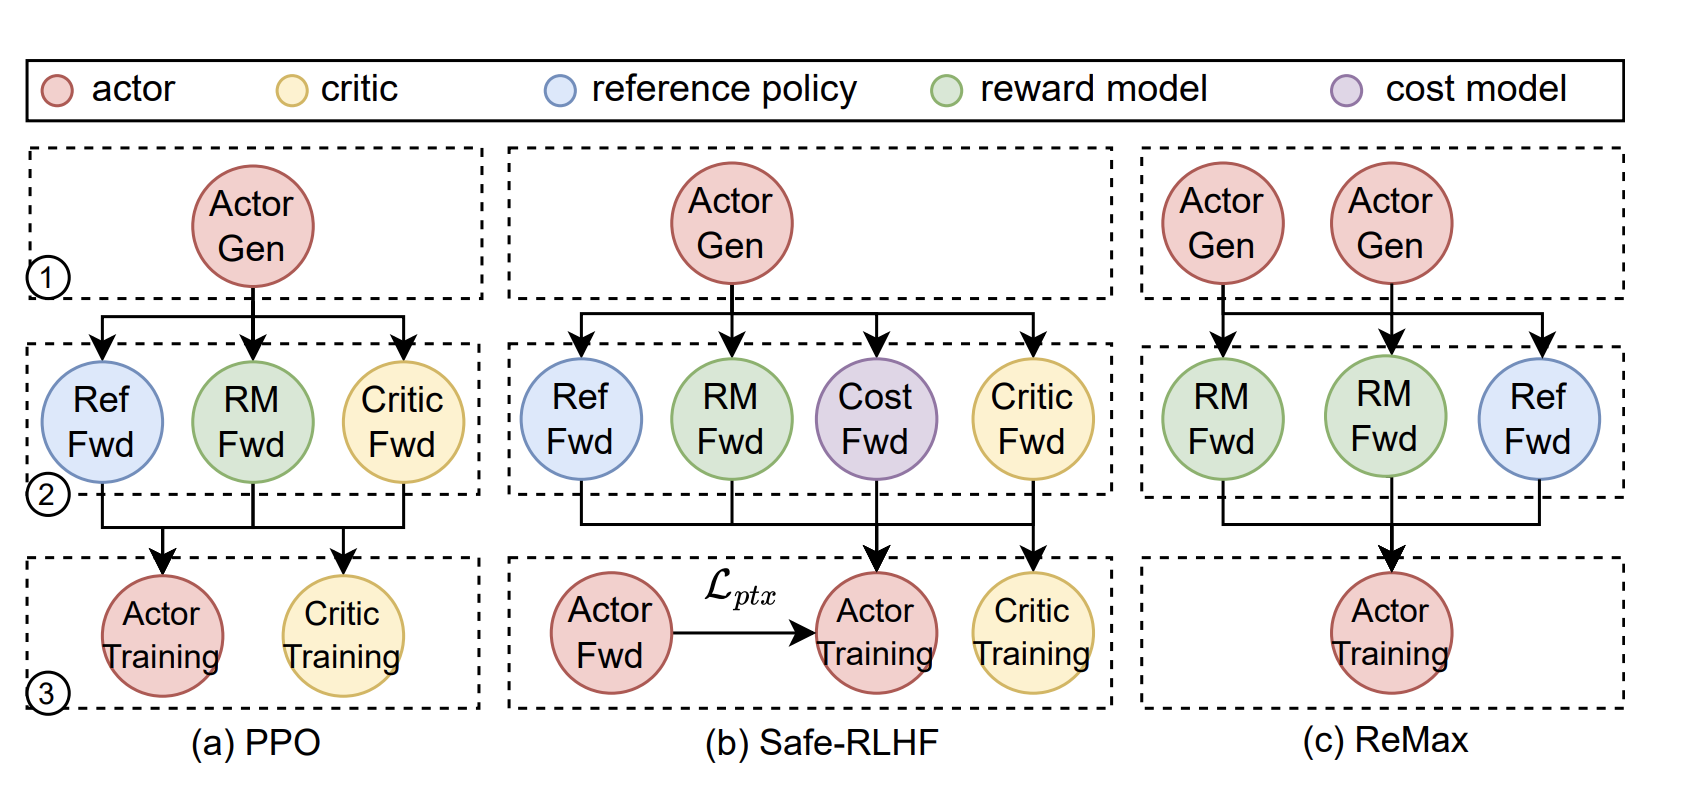 actor critic reference policy reward model cost model
Actor
Gen
Actor
Gen
Actor
Gen
Actor
Gen
1
Ref
Fwd
RM
Fwd
Critic
Fwd
Ref
Fwd
RM
Fwd
Cost
Fwd
Critic
Fwd
RM
Fwd
RM
Fwd
Ref
Fwd
2
Actor
Training
Critic
Training
Actor
Fwd
ℒptx
Actor
Training
Critic
Training
Actor
Training
3
(a) PPO
(b) Safe-RLHF
(c) ReMax